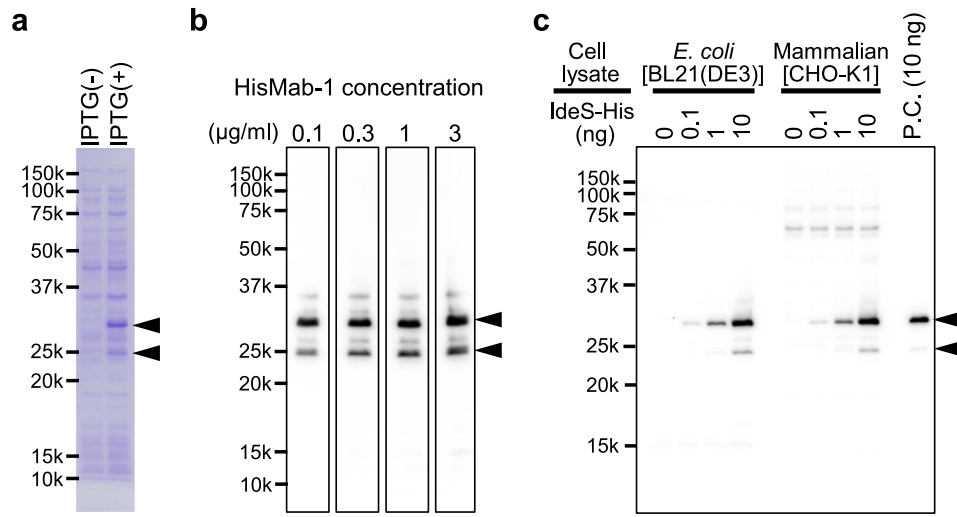 a
IPTG(-)
IPTG(+)
150k
100k
75k
50k
37k
25k
20k
15k
10k
b
HisMab-1 concentration
(µg/ml) 0.1 0.3 1 3
150k
100k
75k
50k
37k
25k
20k
15k
10k
c
Cell lysate
E. coli [BL21(DE3)]
Mammalian [CHO-K1]
P.C. (10 ng)
IdeS-His (ng)
0 0.1 1 10 0 0.1 1 10
150k
100k
75k
50k
37k
25k
20k
15k